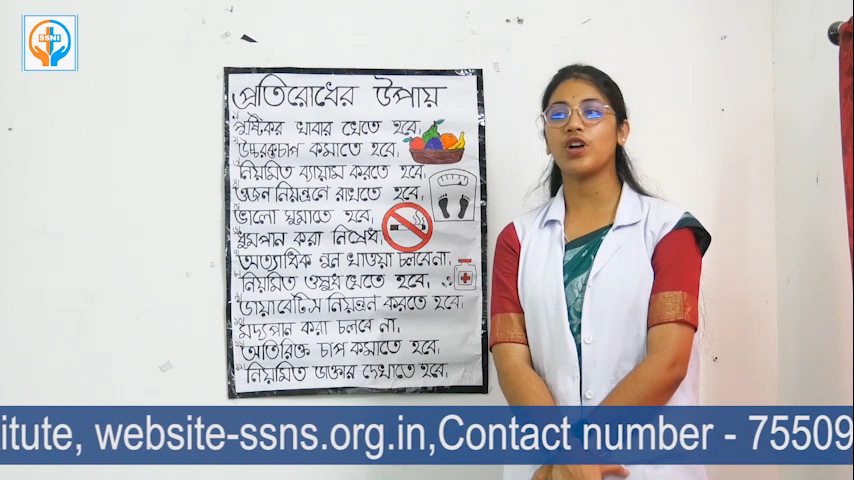 SSNI
প্রতিরোধের উপায়
পুষ্টিকর খাবার খেতে হবে,
উচ্চরক্তচাপ কমাতে হবে,
নিয়মিত ব্যায়াম করতে হবে,
ওজন নিয়ন্ত্রনে রাখতে হবে,
ভালো ঘুমাতে হবে,
ধুমপান করা নিষেধ,
অত্যাধিক নুন খাওয়া চলবেনা,
নিয়মিত ওষুধ খেতে হবে,
ডায়াবেটিস নিয়ন্ত্রন করতে হবে,
মদ্যপান করা চলবে না,
অতিরিক্ত চাপ কমাতে হবে,
নিয়মিত ডাক্তার দেখাতে হবে,
itute, website-ssns.org.in,Contact number - 75509